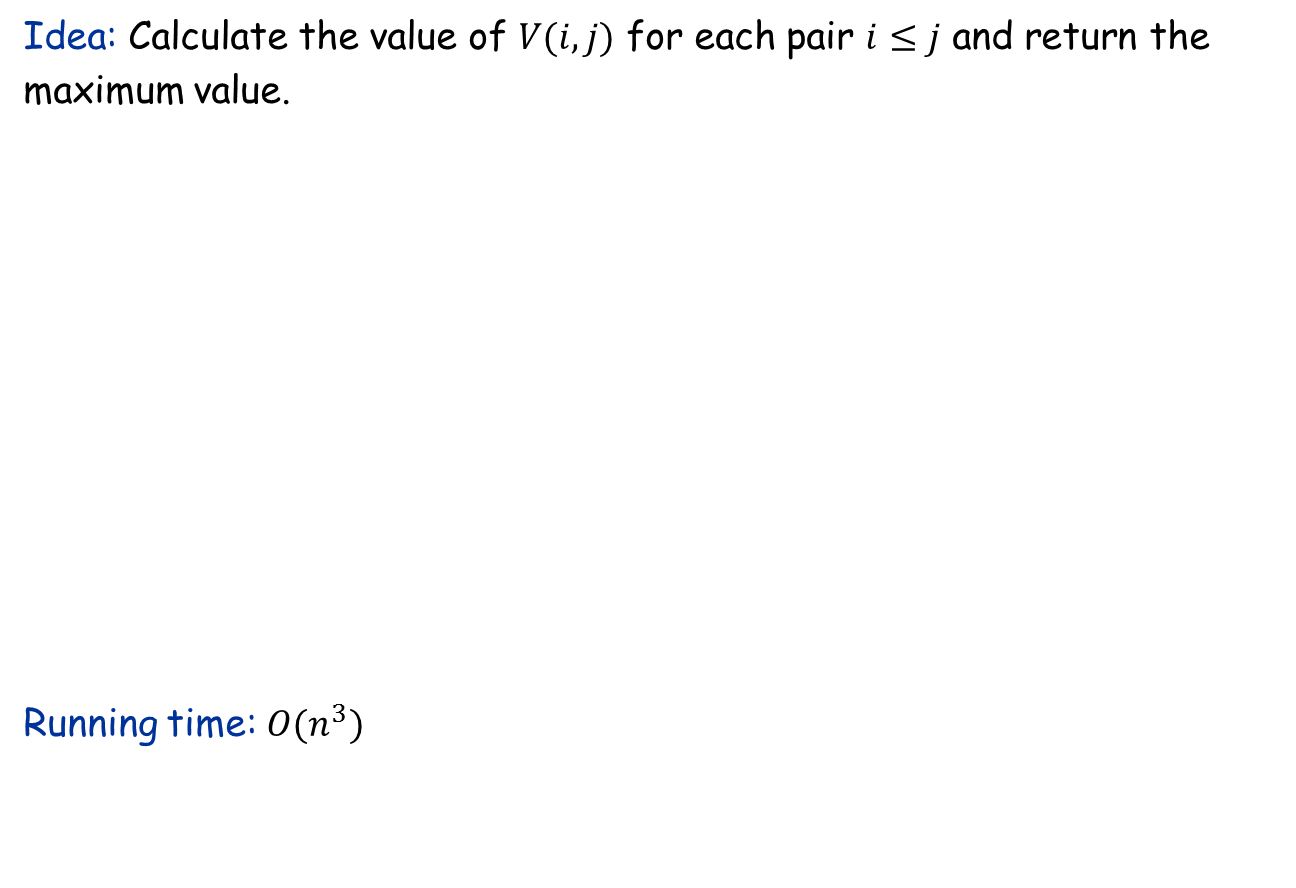 Idea: Calculate the value of V(i, j) for each pair i ≤ j and return the
maximum value.
Running time: O(n³)